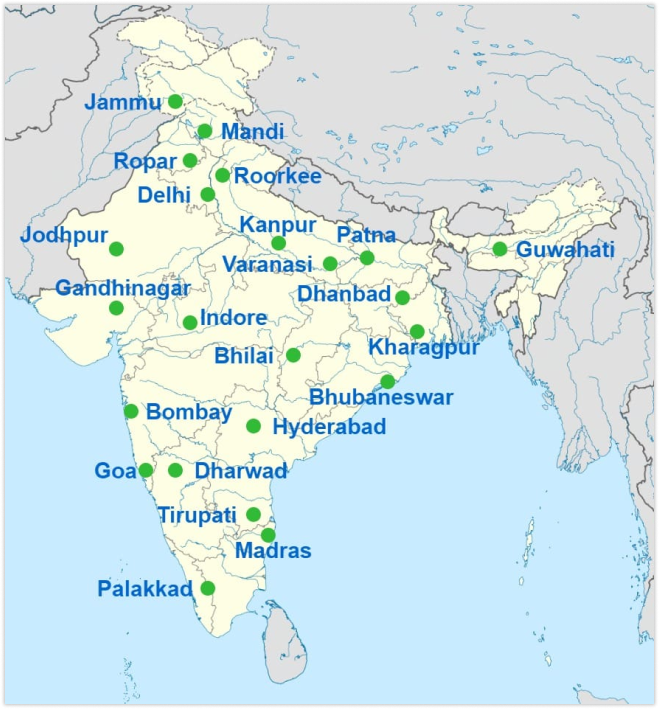 Jammu
Mandi
Ropar
Roorkee
Delhi
Kanpur
Patna
Jodhpur
Guwahati
Varanasi
Gandhinagar
Dhanbad
Indore
Kharagpur
Bhilai
Bhubaneswar
Bombay
Hyderabad
Goa
Dharwad
Tirupati
Madras
Palakkad